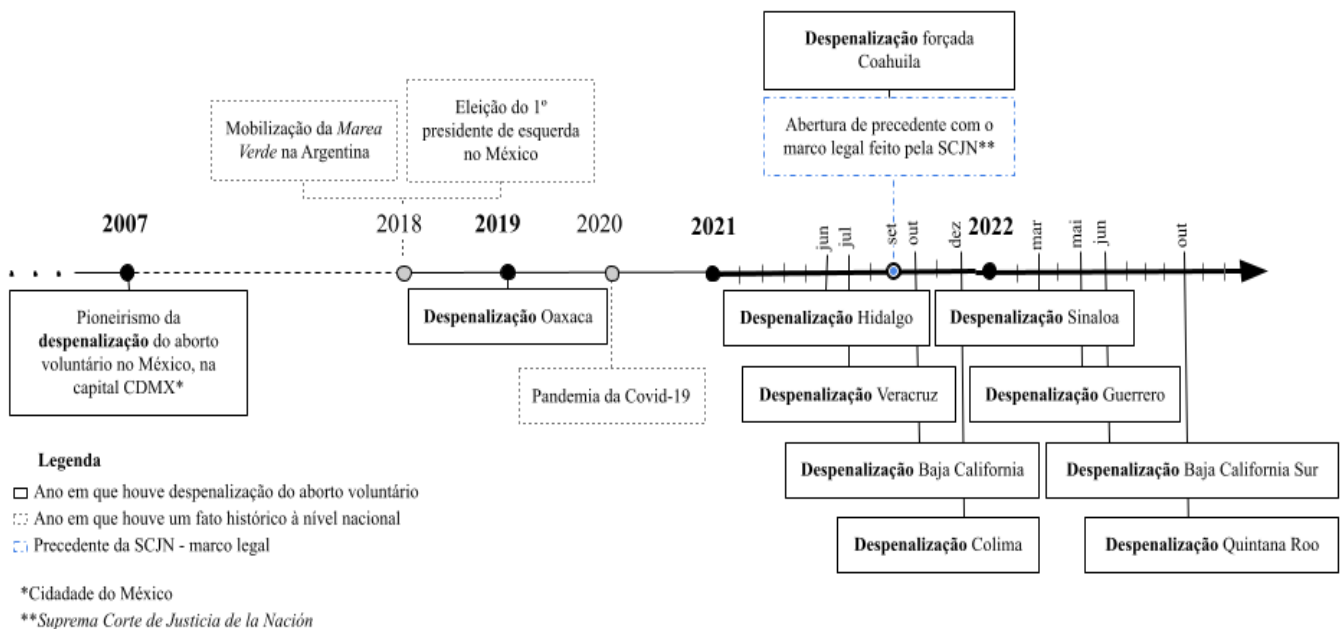 Despenalização forçada
Coahuila
Eleição do 1º
presidente de esquerda
no México
Mobilização da Marea
Verde na Argentina
Abertura de precedente com o
marco legal feito pela SCJN**
2007
2018
2019
2020
2021
jun
jul
set
out
dez
2022
mar
mai
jun
out
Pioneirismo da
despenalização do aborto
voluntário no México, na
capital CDMX*
Despenalização Oaxaca
Pandemia da Covid-19
Despenalização Hidalgo
Despenalização Sinaloa
Despenalização Veracruz
Despenalização Guerrero
Despenalização Baja California
Despenalização Baja California Sur
Despenalização Colima
Despenalização Quintana Roo
Legenda
Ano em que houve despenalização do aborto voluntário
Ano em que houve um fato histórico à nível nacional
Precedente da SCJN - marco legal
*Cidadade do México
**Suprema Corte de Justicia de la Nación